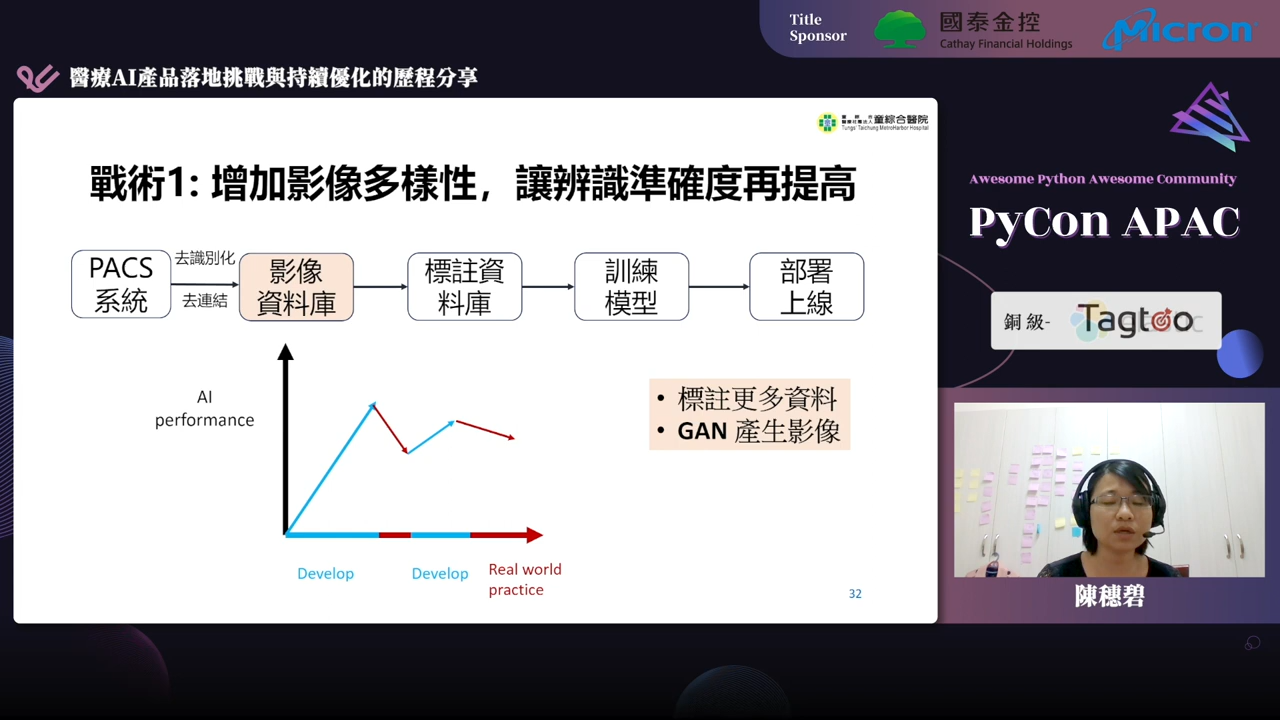 Title
Sponsor
國泰金控
Cathay Financial Holdings
Micron
醫療AI產品落地挑戰與持續優化的歷程分享
童綜合醫院
Tungs' Taichung MetroHarbor Hospital
戰術1: 增加影像多樣性，讓辨識準確度再提高
PACS
系統
去識別化
去連結
影像
資料庫
標註資
料庫
訓練
模型
部署
上線
AI
performance
• 標註更多資料
• GAN 產生影像
Develop
Develop
Real world
practice
32
Awesome Python Awesome Community
PyCon APAC
銅級-
Tagtoo
陳穗碧